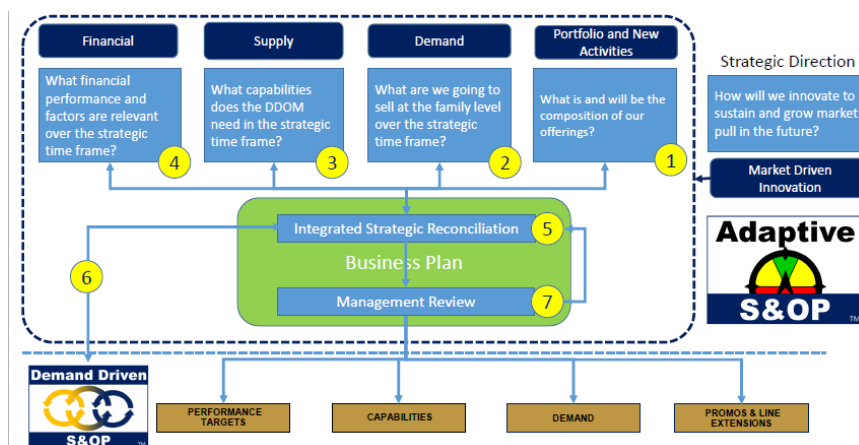 Financial
Supply
Demand
Portfolio and New
Activities
What financial
performance and
factors are relevant
over the strategic
time frame?
4
What capabilities
does the DDOM
need in the strategic
time frame?
3
What are we going to
sell at the family level
over the strategic
time frame?
2
What is and will be the
composition of our
offerings?
1
Strategic Direction
How will we innovate to
sustain and grow market
pull in the future?
Market Driven
Innovation
Integrated Strategic Reconciliation
5
Business Plan
Management Review
7
6
Adaptive
S&OP
TM
Demand Driven
S&OP
TM
PERFORMANCE
TARGETS
CAPABILITIES
DEMAND
PROMOS & LINE
EXTENSIONS